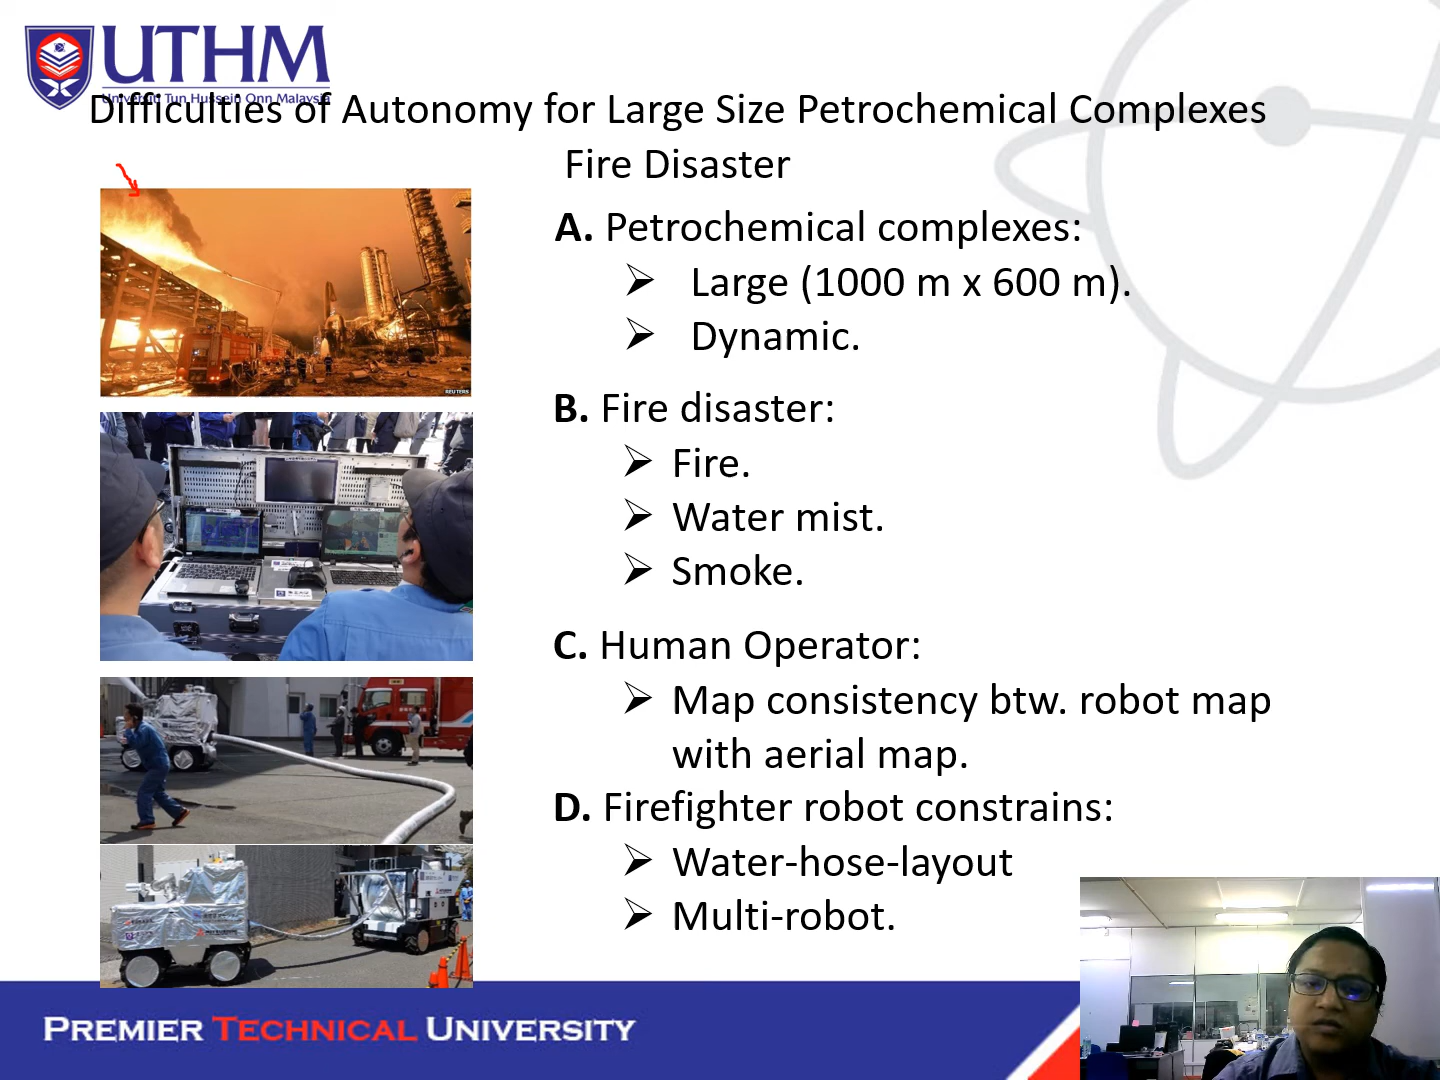 UTHM
Universiti Tun Hussein Onn Malaysia
Difficulties of Autonomy for Large Size Petrochemical Complexes
Fire Disaster
A. Petrochemical complexes:
➢ Large (1000 m x 600 m).
➢ Dynamic.
B. Fire disaster:
➢ Fire.
➢ Water mist.
➢ Smoke.
C. Human Operator:
➢ Map consistency btw. robot map
with aerial map.
D. Firefighter robot constrains:
➢ Water-hose-layout
➢ Multi-robot.
REUTERS
PREMIER TECHNICAL UNIVERSITY